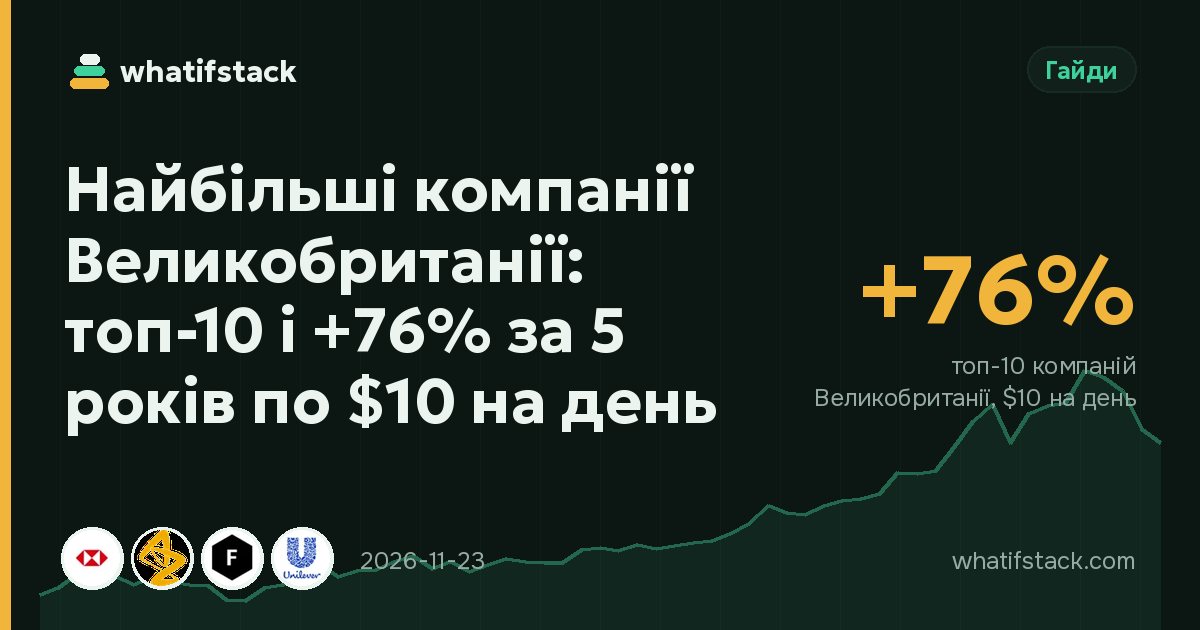 whatifstack
Гайди
Найбільші компанії
Великобританії:
топ-10 і +76% за 5
років по $10 на день
+76%
топ-10 компаній
Великобританії, $10 на день
F
Unilever
2026-11-23
whatifstack.com